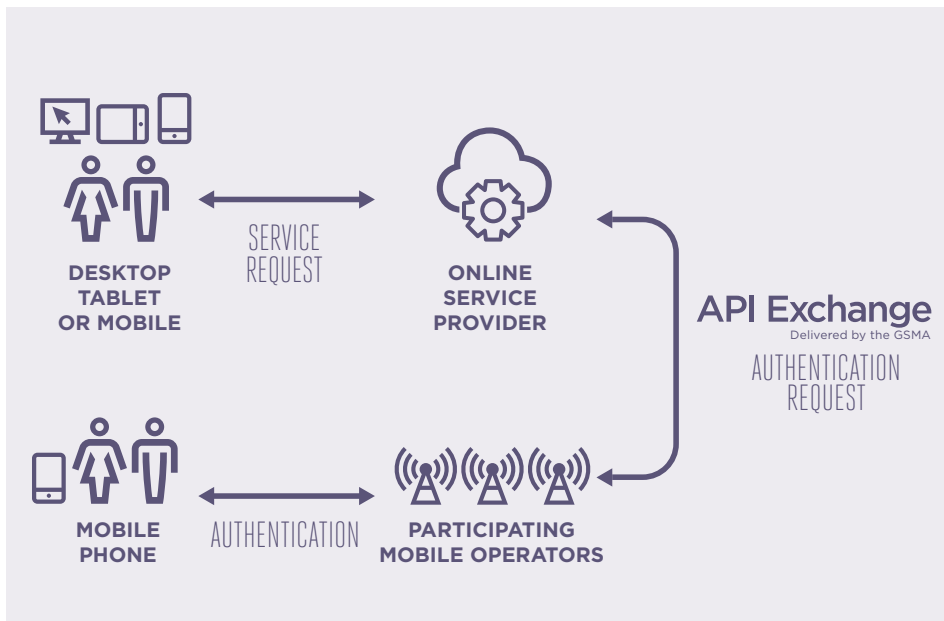 SERVICE
REQUEST
DESKTOP
TABLET
OR MOBILE
ONLINE
SERVICE
PROVIDER
API Exchange
Delivered by the GSMA
AUTHENTICATION
REQUEST
MOBILE
PHONE
AUTHENTICATION
PARTICIPATING
MOBILE OPERATORS